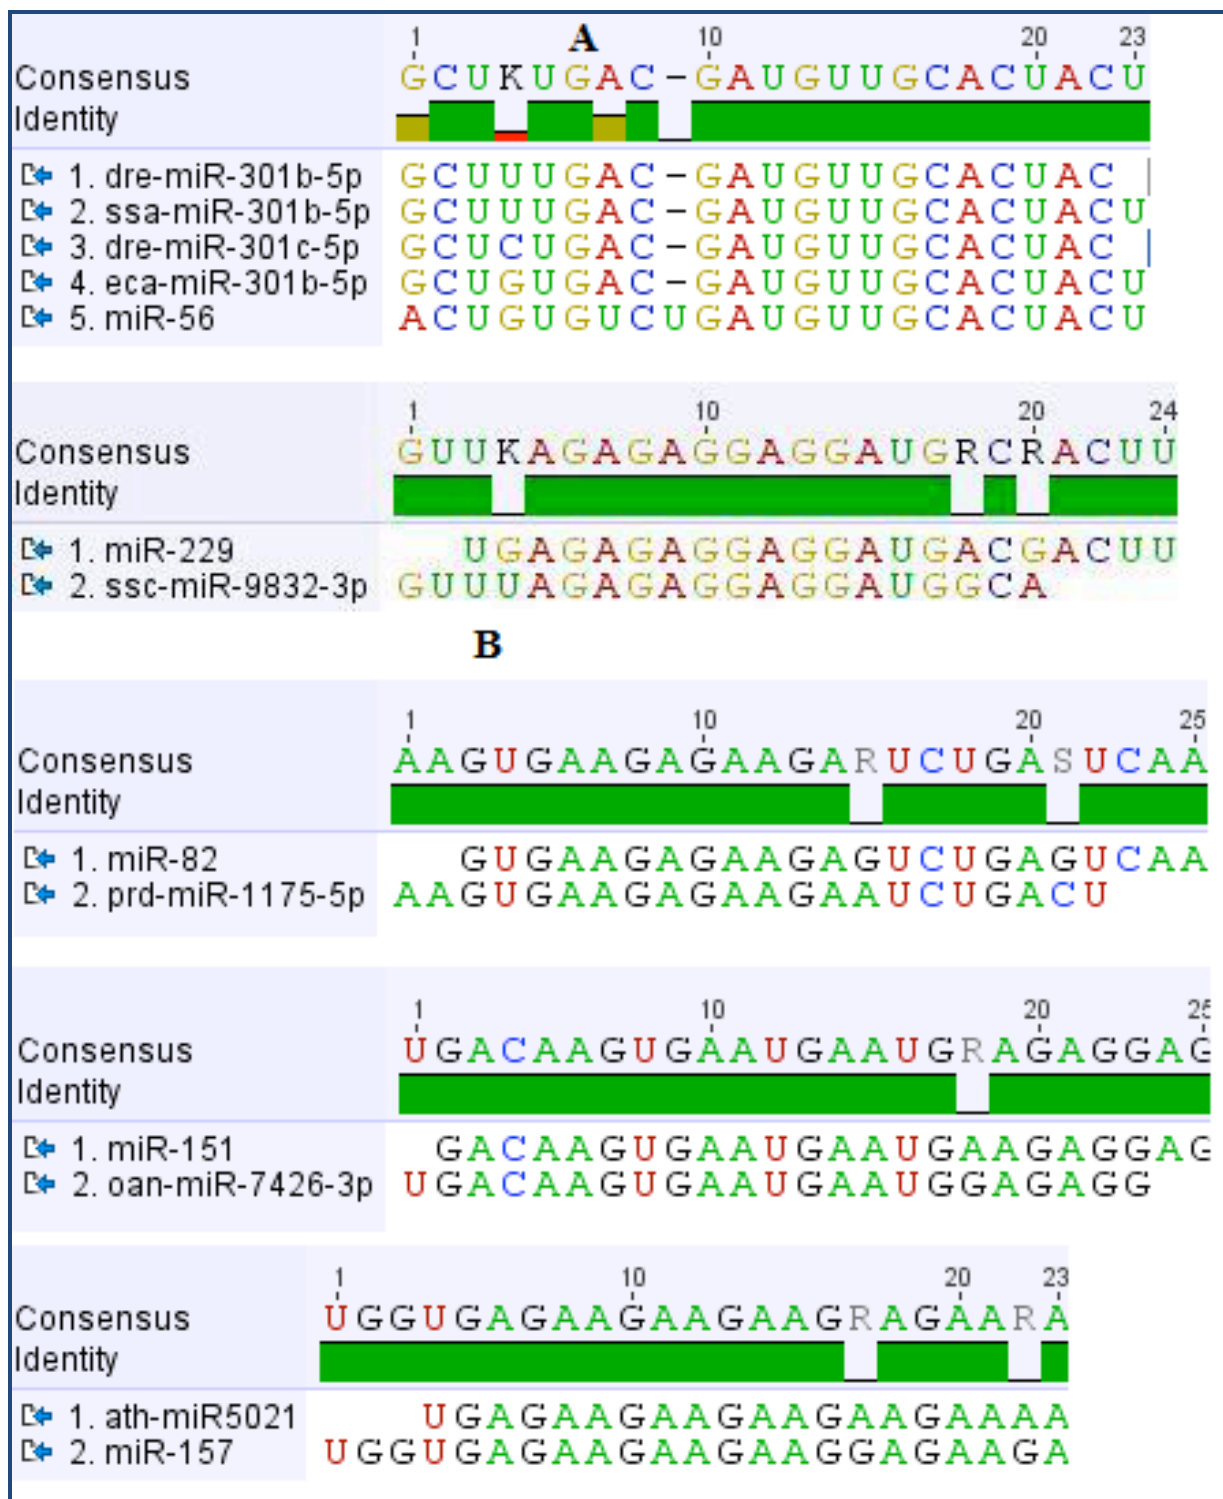 1 A 10 20 23
Consensus GCUKUGAC-GAUGUUGCACUACU
Identity
1. dre-miR-301b-5p GCUUUGAC-GAUGUUGCACUAC
2. ssa-miR-301b-5p GCUUUGAC-GAUGUUGCACUACU
3. dre-miR-301c-5p GCUCUGAC-GAUGUUGCACUAC
4. eca-miR-301b-5p GCUGUGAC-GAUGUUGCACUACU
5. miR-56 ACUGUGUCUGAUGUUGCACUACU
1 10 20 24
Consensus GUUKAGAGAGGAGGAUGRCRACUU
Identity
1. miR-229 UGAGAGAGGAGGAUGACGACUU
2. ssc-miR-9832-3p GUUUAGAGAGGAGGAUGGCA
B
1 10 20 25
Consensus AAGUGAAGAGAAGARUCUGASUCAA
Identity
1. miR-82 GUGAAGAGAAGAGUCUGAGUCAA
2. prd-miR-1175-5p AAGUGAAGAGAAGAAUCUGACU
1 10 20 25
Consensus UGACAAGUGAAUGAAUGRAGAGGAG
Identity
1. miR-151 GACAAGUGAAUGAAUGAAGAGGAG
2. oan-miR-7426-3p UGACAAGUGAAUGAAUGGAGAGG
1 10 20 23
Consensus UGGUGAGAAGAAGAAGRAGAARA
Identity
1. ath-miR5021 UGAGAAGAAGAAGAAGAAAA
2. miR-157 UGGUGAGAAGAAGAAGGAGAAGA